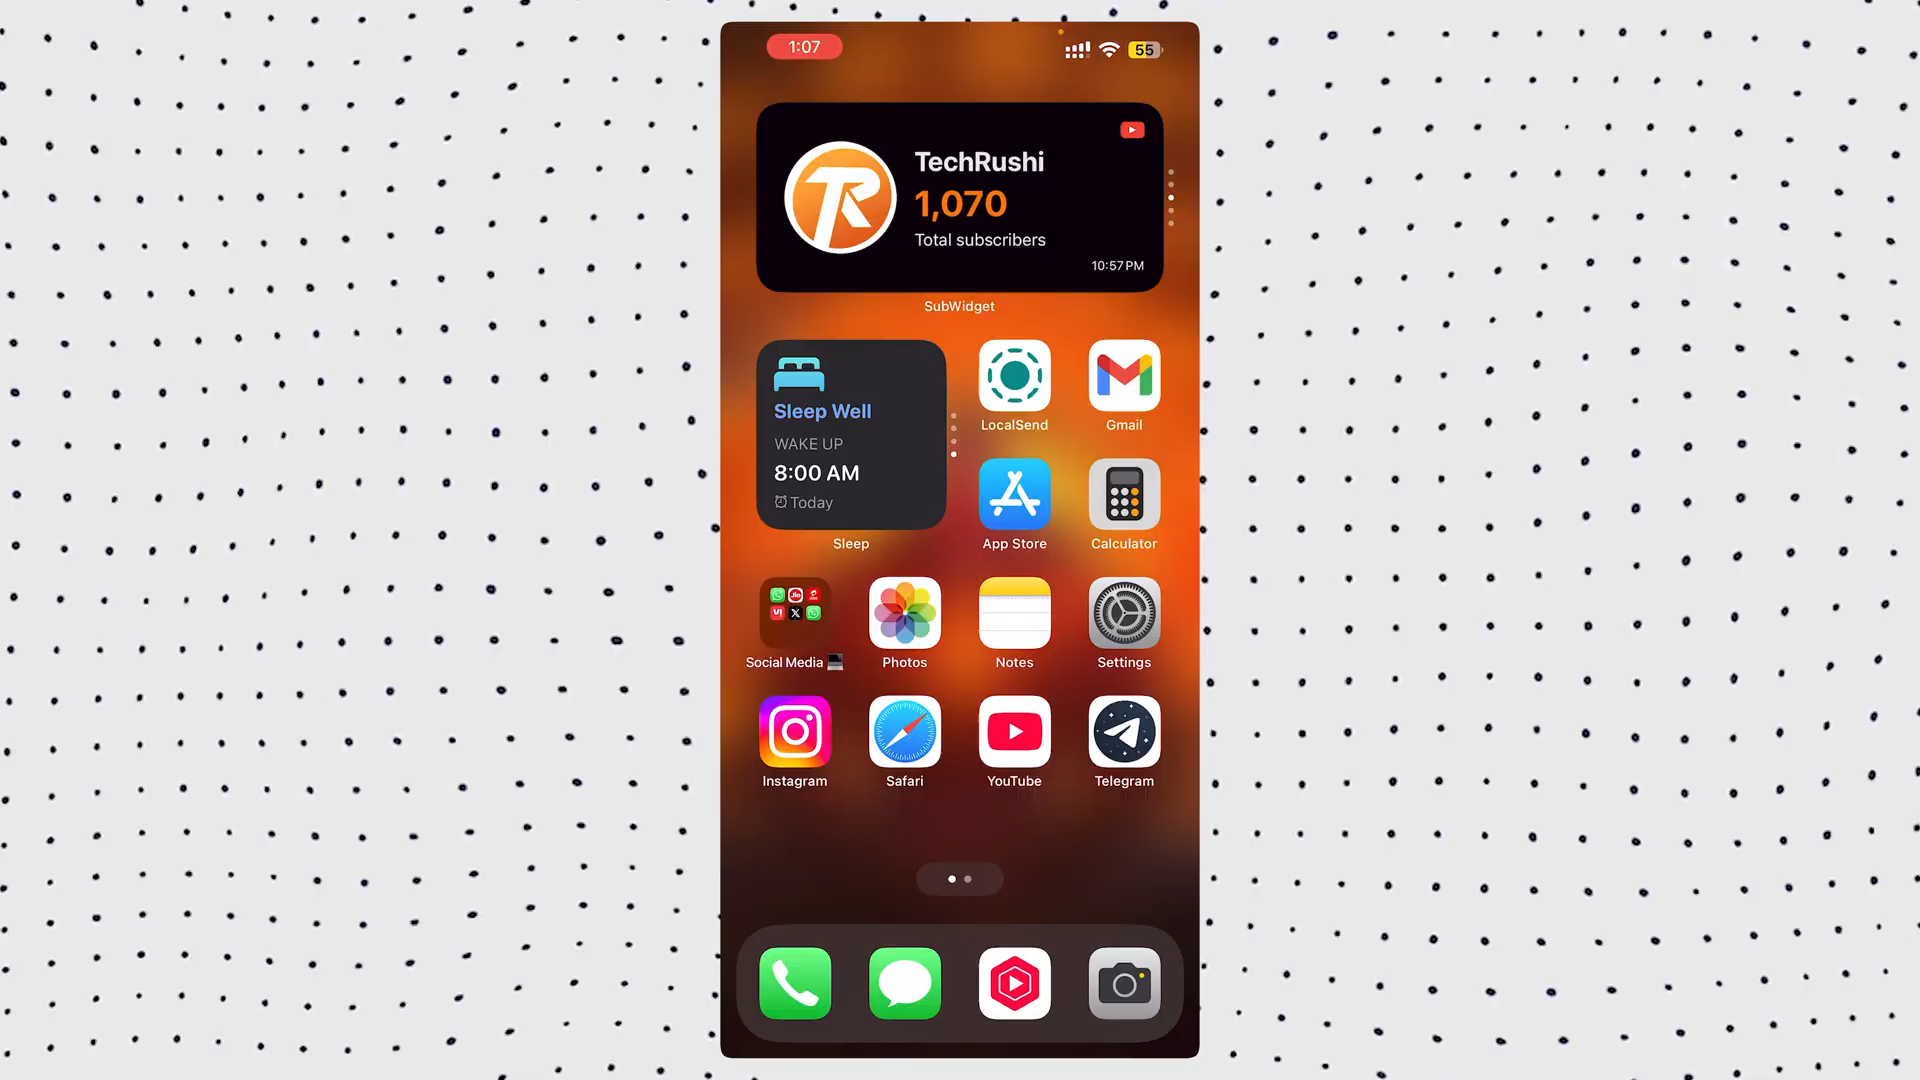 1:07
55
TechRushi
1,070
Total subscribers
10:57 PM
SubWidget
Sleep Well
WAKE UP
8:00 AM
Today
Sleep
LocalSend
Gmail
App Store
Calculator
Social Media 💻
Photos
Notes
Settings
Instagram
Safari
YouTube
Telegram